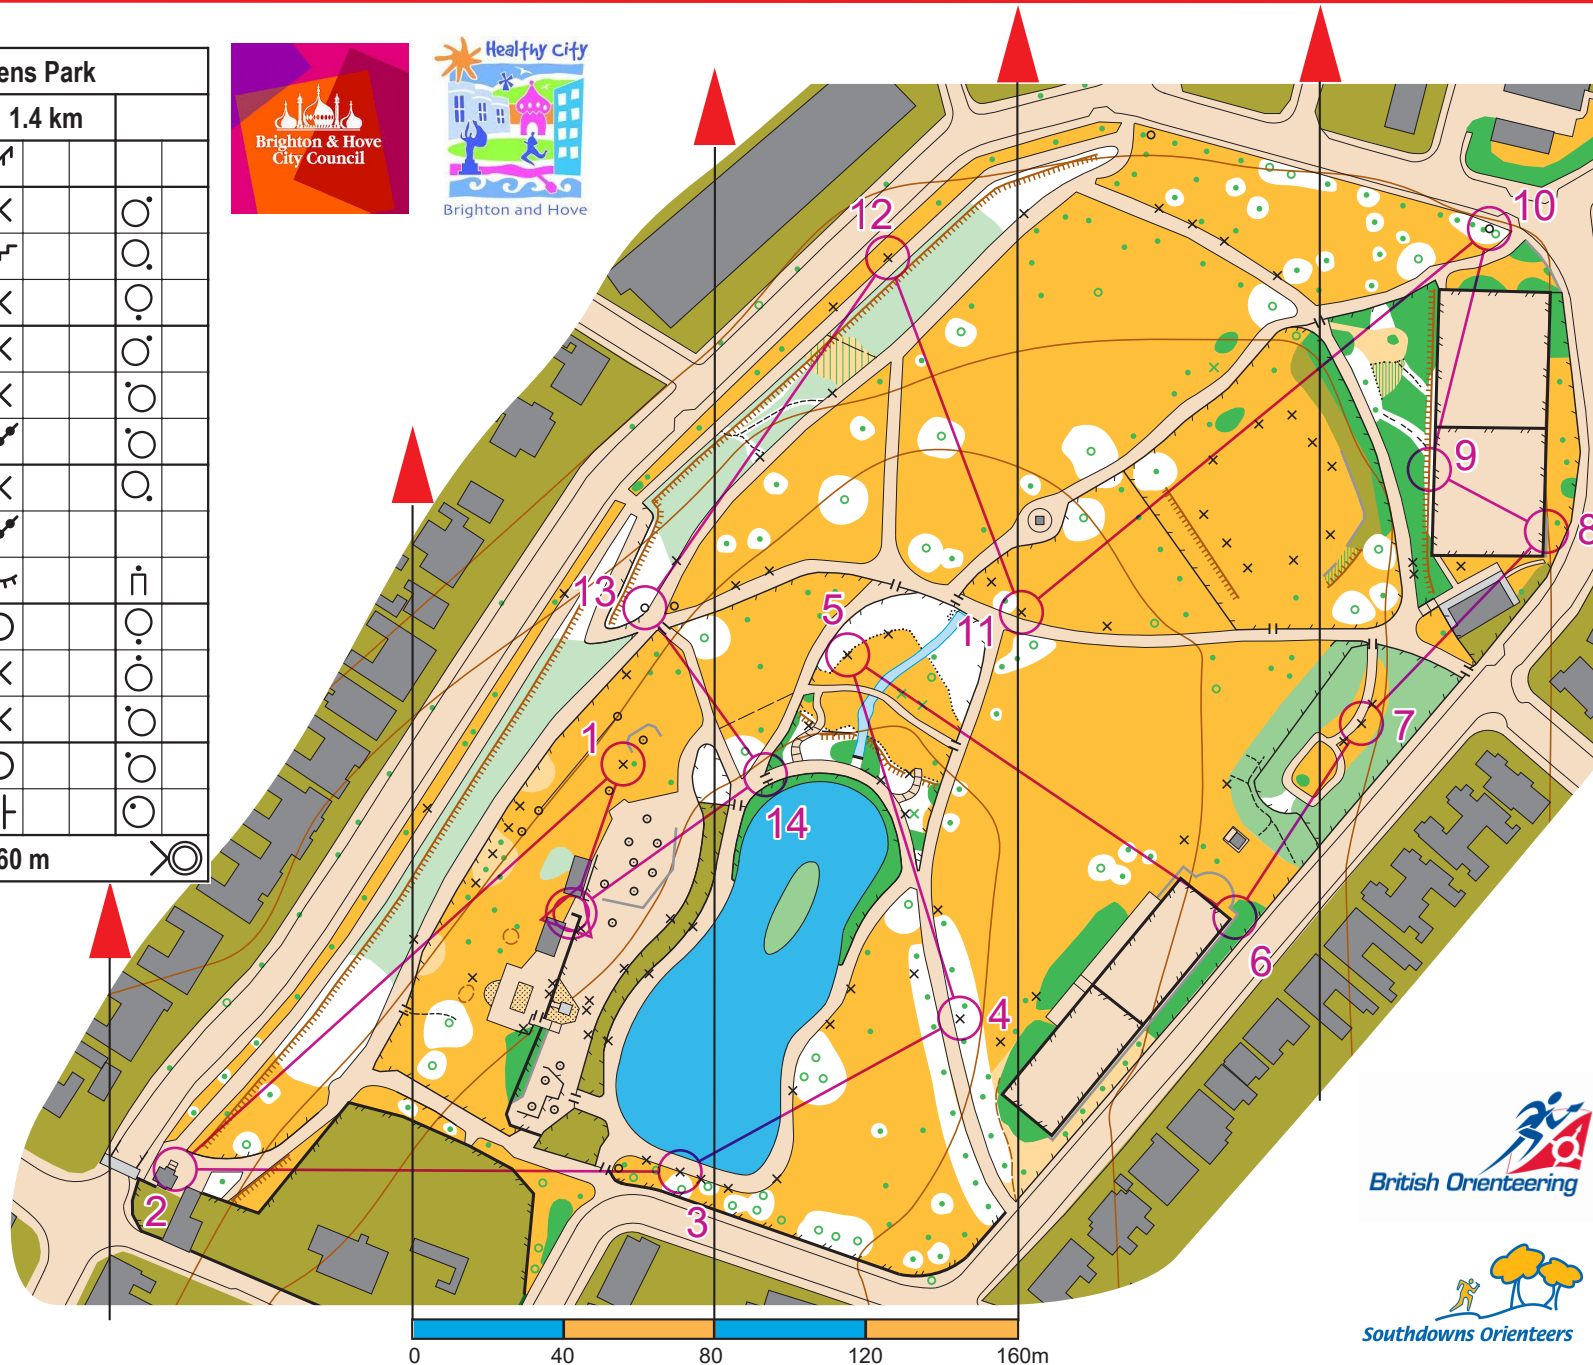 ens Park
1.4 km
60 m
Brighton & Hove
City Council
Healthy City
Brighton and Hove
12
10
9
8
13
5
11
1
7
14
6
4
2
3
0
40
80
120
160m
British Orienteering
Southdowns Orienteers